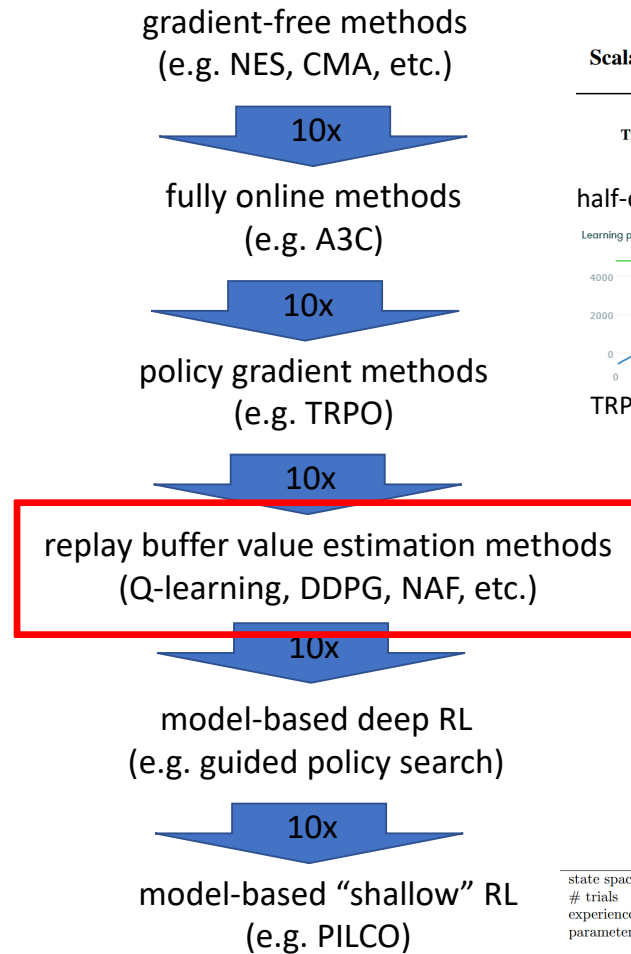 gradient-free methods
(e.g. NES, CMA, etc.)
10x
fully online methods
(e.g. A3C)
10x
policy gradient methods
(e.g. TRPO)
10x
replay buffer value estimation methods
(Q-learning, DDPG, NAF, etc.)
10x
model-based deep RL
(e.g. guided policy search)
10x
model-based “shallow” RL
(e.g. PILCO)
Learning
4000
2000
0
0
state
# trials